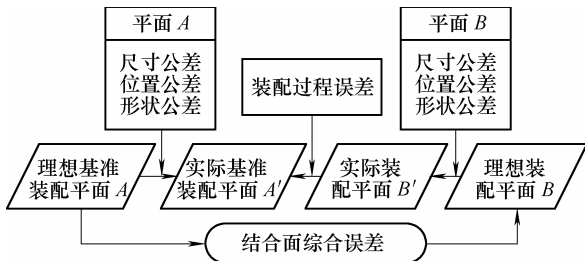 平面 A
尺寸公差
位置公差
形状公差
平面 B
尺寸公差
位置公差
形状公差
装配过程误差
理想基准
装配平面 A
实际基准
装配平面A′
实际装
配平面 B′
理想装
配平面 B
结合面综合误差